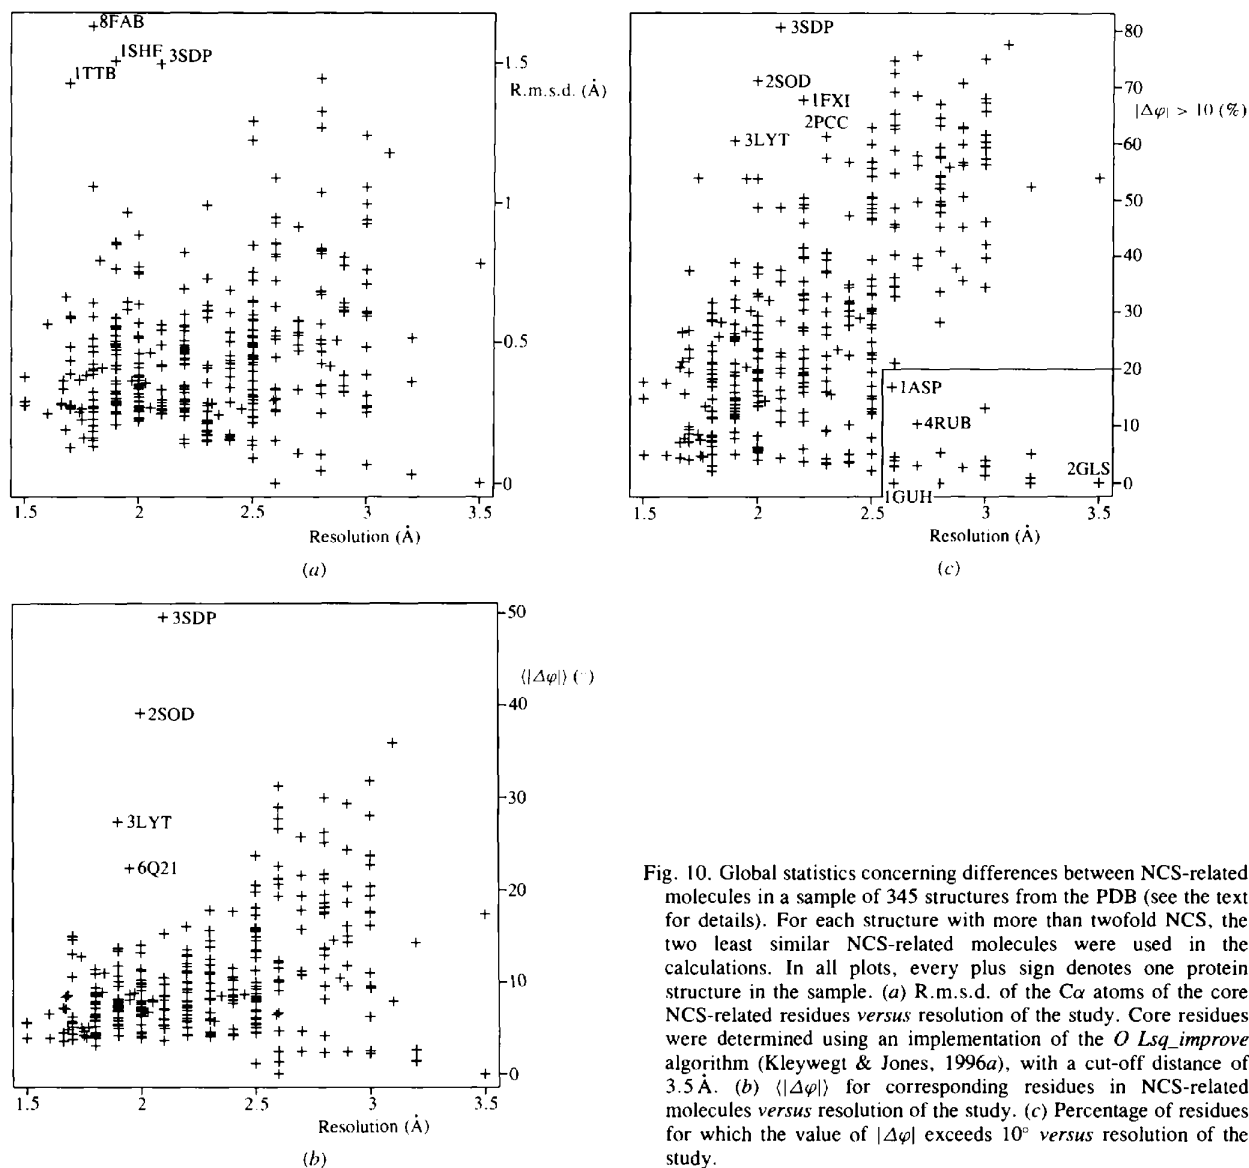 8FAB
1SHF
3SDP
1TTB
1.5
R.m.s.d. (Å)
1
0.5
0
1.5 2 2.5 3 3.5
Resolution (Å)
(a)
3SDP
2SOD
1FXI
2PCC
3LYT
80
70
|Δφ| > 10 (%)
60
50
40
30
20
1ASP
4RUB
10
2GLS
0
1GUH
1.5 2 2.5 3 3.5
Resolution (Å)
(c)
3SDP
50
⟨|Δφ|⟩ (°)
2SOD
40
3LYT
30
6Q21
20
10
0
1.5 2 2.5 3 3.5
Resolution (Å)
(b)
Fig. 10. Global statistics concerning differences between NCS-related
molecules in a sample of 345 structures from the PDB (see the text
for details). For each structure with more than twofold NCS, the
two least similar NCS-related molecules were used in the
calculations. In all plots, every plus sign denotes one protein
structure in the sample. (a) R.m.s.d. of the Cα atoms of the core
NCS-related residues versus resolution of the study. Core residues
were determined using an implementation of the O Lsq_improve
algorithm (Kleywegt & Jones, 1996a), with a cut-off distance of
3.5 Å. (b) ⟨|Δφ|⟩ for corresponding residues in NCS-related
molecules versus resolution of the study. (c) Percentage of residues
for which the value of |Δφ| exceeds 10° versus resolution of the
study.